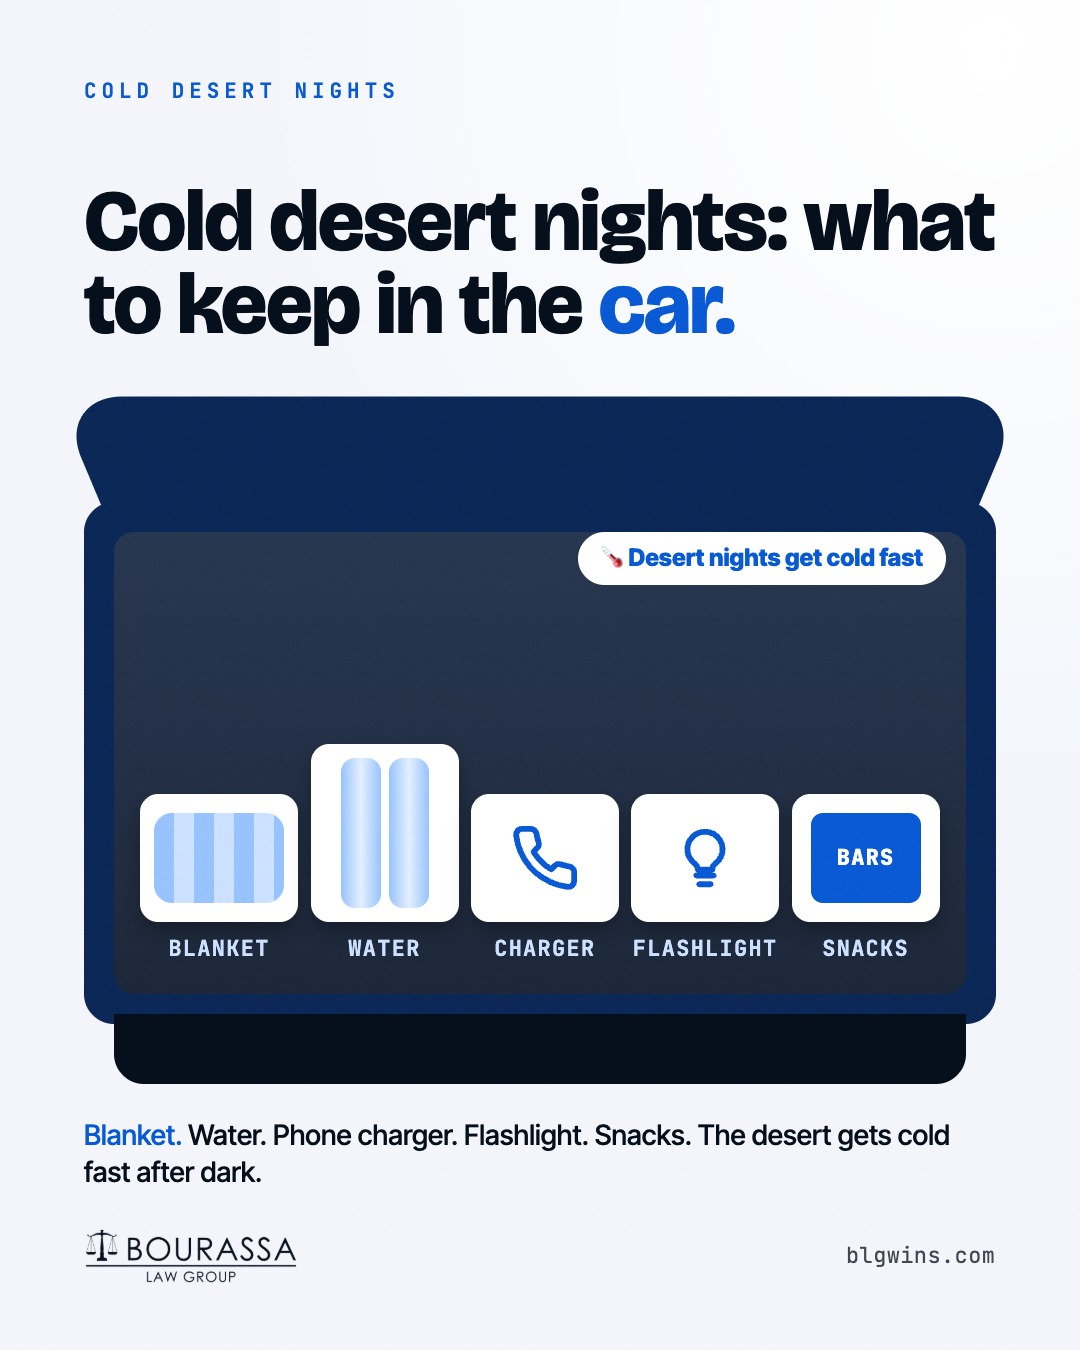 COLD DESERT NIGHTS
Cold desert nights: what
to keep in the car.
🌡️ Desert nights get cold fast
BARS
BLANKET
WATER
CHARGER
FLASHLIGHT
SNACKS
Blanket. Water. Phone charger. Flashlight. Snacks. The desert gets cold
fast after dark.
BOURASSA
LAW GROUP
blgwins.com